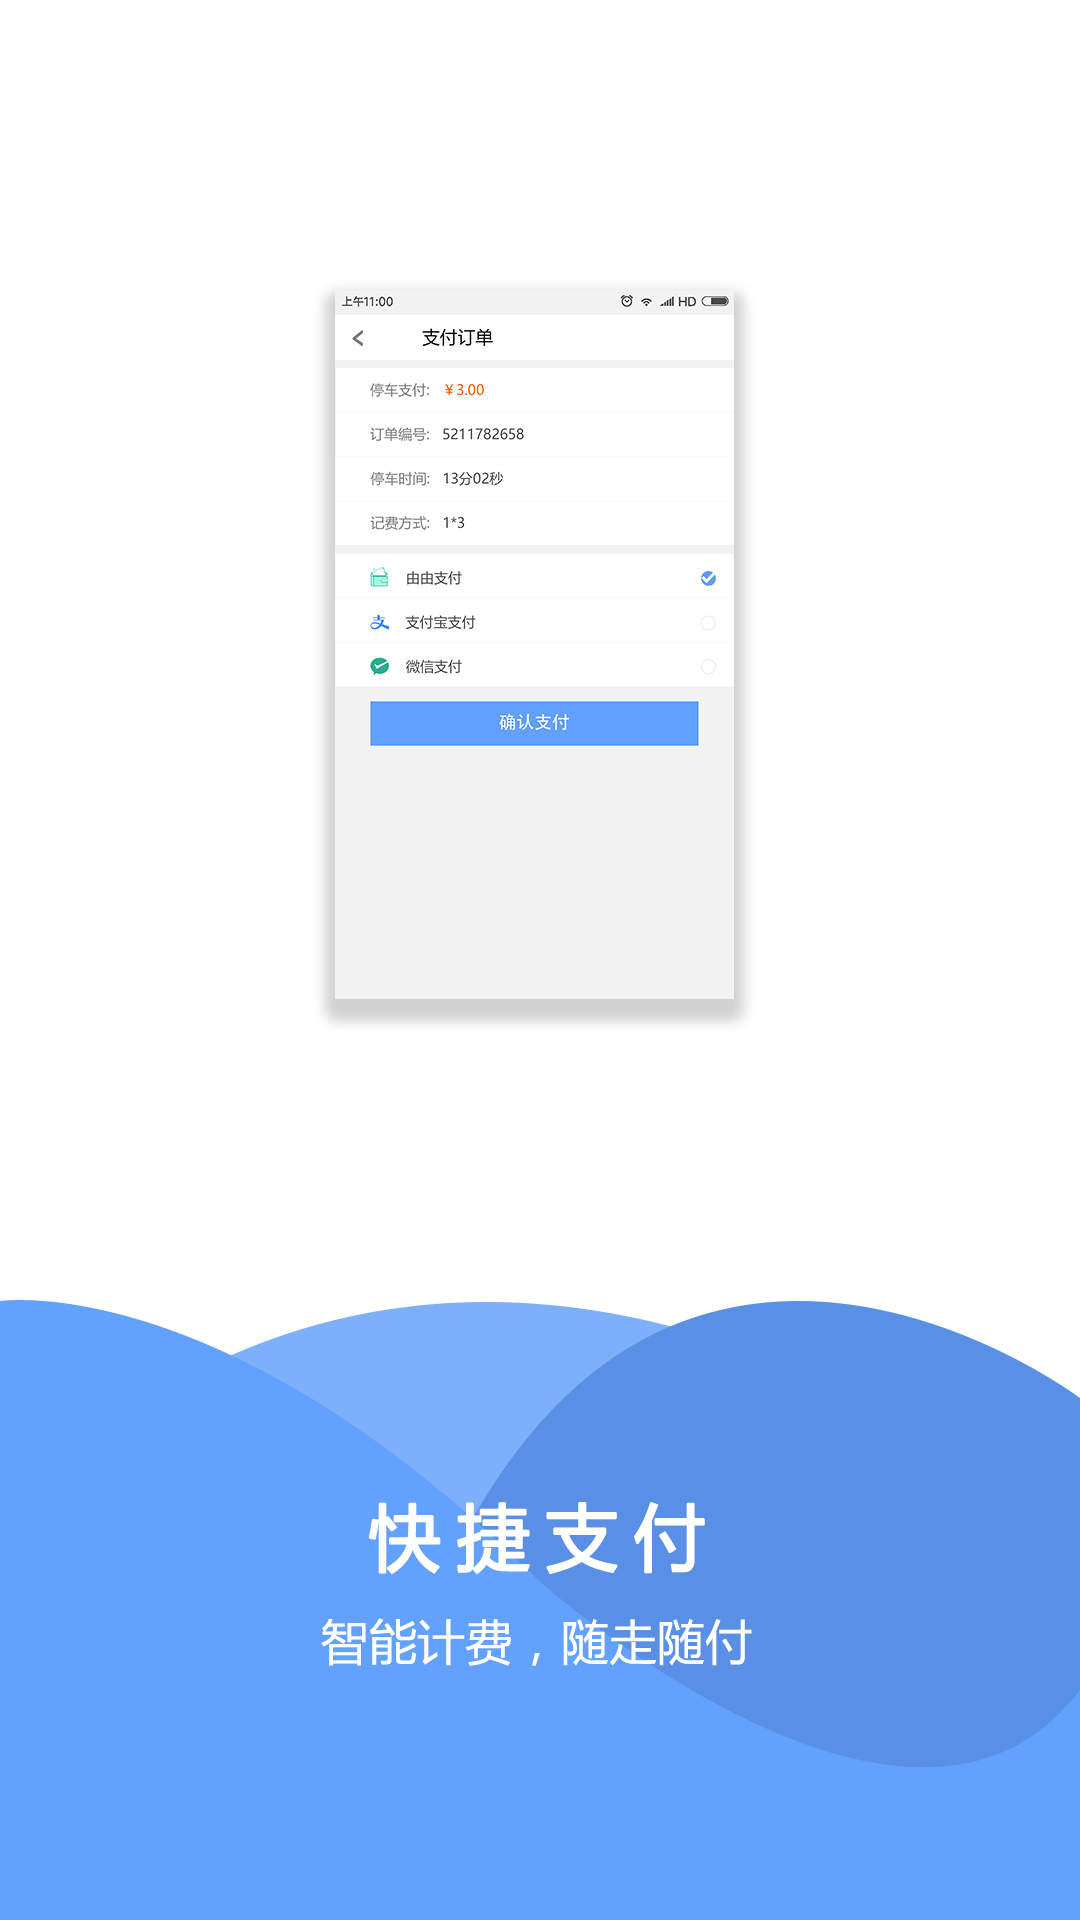 上午11:00 HD
支付订单
停车支付: ¥3.00
订单编号: 5211782658
停车时间: 13分02秒
记费方式: 1*3
由由支付
支付宝支付
微信支付
确认支付
快捷支付
智能计费，随走随付